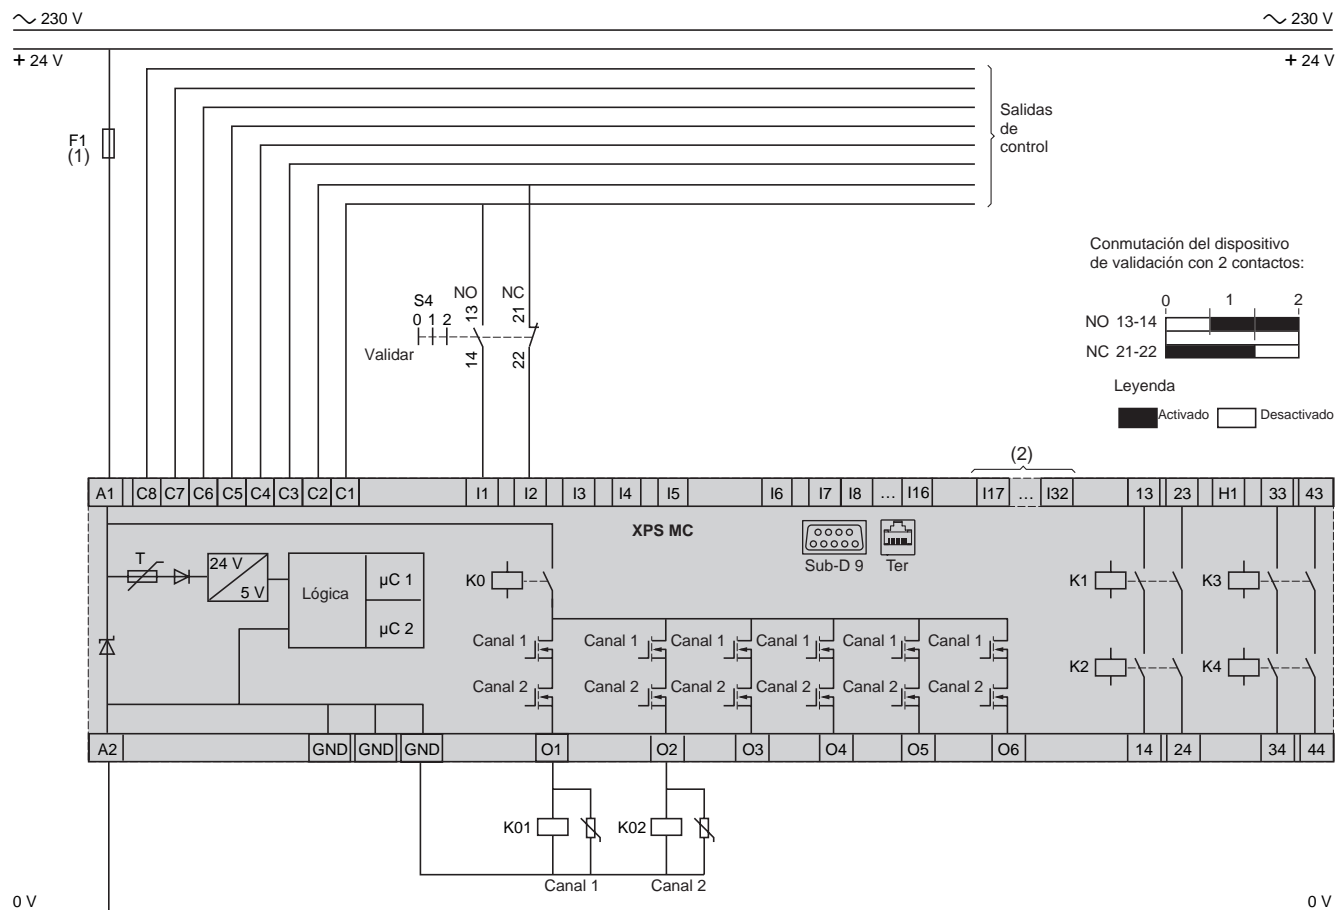 230 V
230 V
+ 24 V
+ 24 V
F1
(1)
Salidas
de
control
Conmutación del dispositivo
de validación con 2 contactos:
0 1 2
NO 13-14
NC 21-22
Leyenda
Activado Desactivado
S4
0 1 2
NO
13
14
NC
21
22
Validar
(2)
A1 C8 C7 C6 C5 C4 C3 C2 C1 I1 I2 I3 I4 I5 I6 I7 I8 ... I16 I17 ... I32 13 23 H1 33 43
XPS MC
Sub-D 9 Ter
T
24 V
5 V
Lógica
µC 1
µC 2
K0
K1
K3
K2
K4
Canal 1 Canal 1 Canal 1 Canal 1 Canal 1 Canal 1
Canal 2 Canal 2 Canal 2 Canal 2 Canal 2 Canal 2
A2 GND GND GND O1 O2 O3 O4 O5 O6 14 24 34 44
K01 K02
Canal 1 Canal 2
0 V
0 V